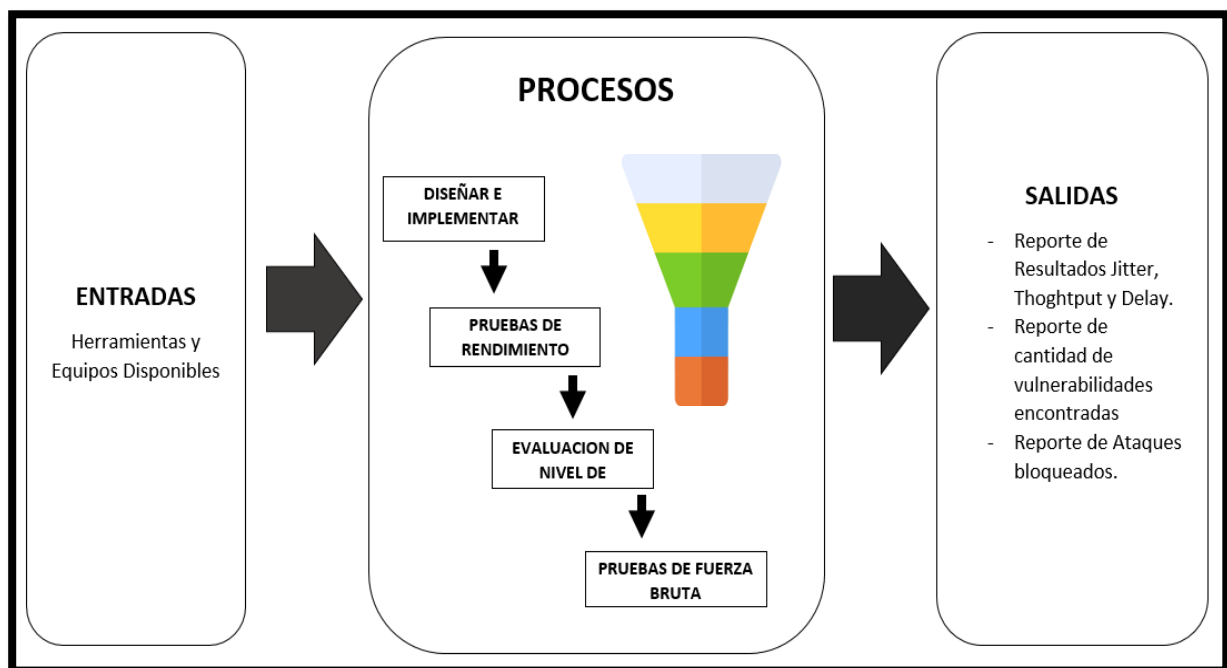 ENTRADAS
Herramientas y
Equipos Disponibles
PROCESOS
DISEÑAR E
IMPLEMENTAR
PRUEBAS DE
RENDIMIENTO
EVALUACION DE
NIVEL DE
PRUEBAS DE FUERZA
BRUTA
SALIDAS
- Reporte de
Resultados Jitter,
Thoghtput y Delay.
- Reporte de
cantidad de
vulnerabilidades
encontradas
- Reporte de Ataques
bloqueados.